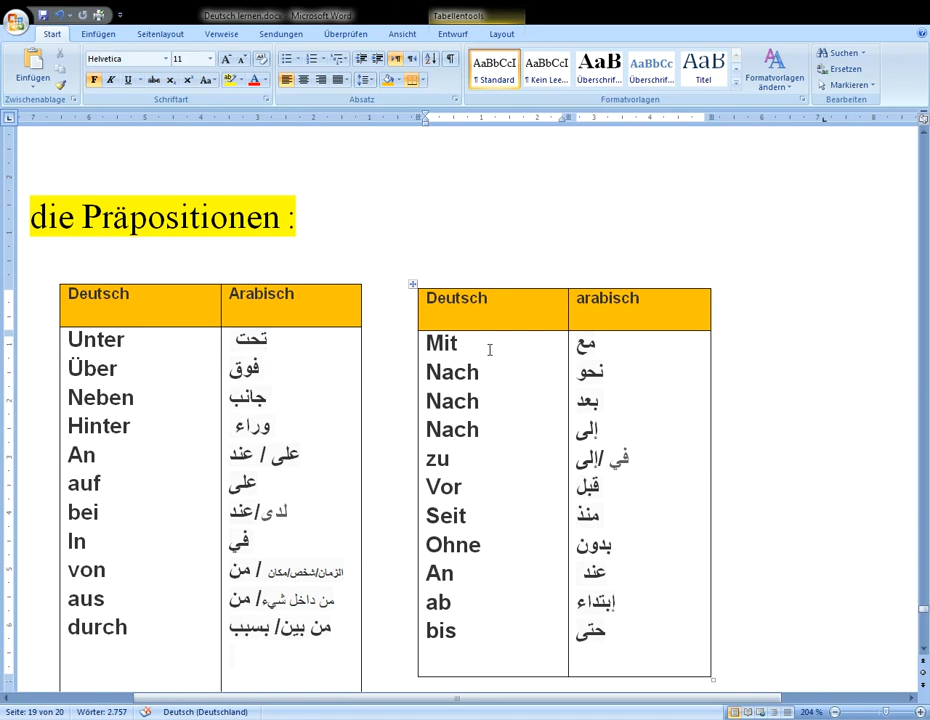 Deutsch lernen.docx - Microsoft Word
Tabellentools
Start Einfügen Seitenlayout Verweise Sendungen Überprüfen Ansicht Entwurf Layout
Helvetica 11
AaBbCcI AaBbCcI AaB AaBbCc AaB
Suchen
Ersetzen
Markieren
Einfügen
¶ Standard ¶ Kein Lee... Überschrif... Überschrif... Titel
Formatvorlagen ändern
Zwischenablage Schriftart Absatz Formatvorlagen Bearbeiten
die Präpositionen :
Deutsch Arabisch
Unter تحت
Über فوق
Neben جانب
Hinter وراء
An على / عند
auf على
bei لدى/عند
In في
von الزمان/شخص/مكان / من
aus من داخل شيء/ من
durch من بين/ بسبب
Deutsch arabisch
Mit مع
Nach نحو
Nach بعد
Nach إلى
zu في /إلى
Vor قبل
Seit منذ
Ohne بدون
An عند
ab إبتداء
bis حتى
Seite: 19 von 20 Wörter: 2.757 Deutsch (Deutschland) 204 %